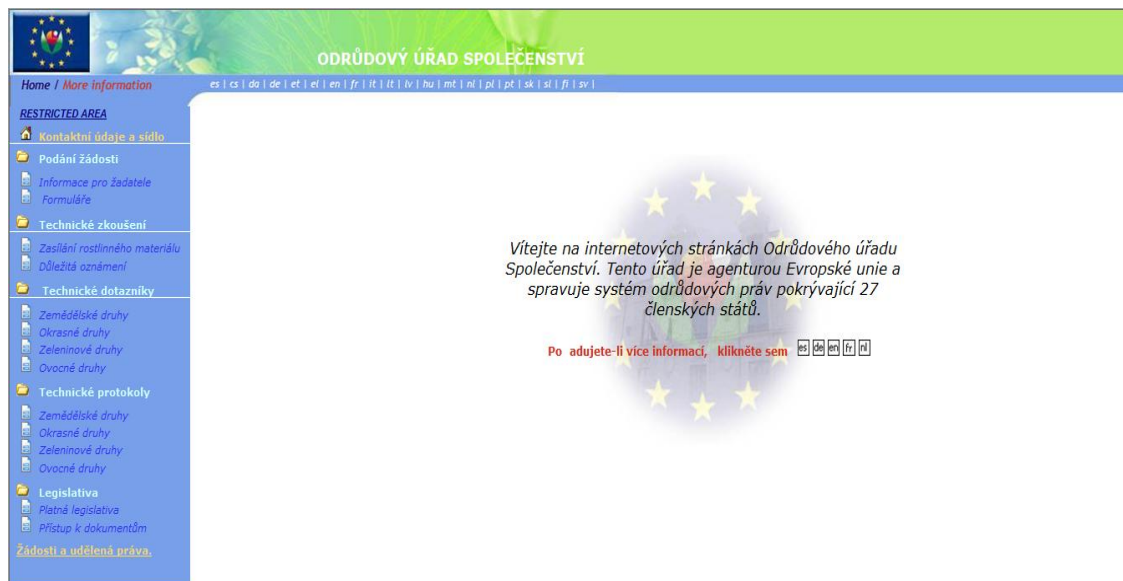 ODRŮDOVÝ ÚŘAD SPOLEČENSTVÍ
Home / More information
es | cs | da | de | et | el | en | fr | it | lt | lv | hu | mt | nl | pl | pt | sk | sl | fi | sv |
RESTRICTED AREA
Kontaktní údaje a sídlo
Podání žádosti
Informace pro žadatele
Formuláře
Technické zkoušení
Zasílání rostlinného materiálu
Důležitá oznámení
Technické dotazníky
Zemědělské druhy
Okrasné druhy
Zeleninové druhy
Ovocné druhy
Technické protokoly
Zemědělské druhy
Okrasné druhy
Zeleninové druhy
Ovocné druhy
Legislativa
Platná legislativa
Přístup k dokumentům
Žádosti a udělená práva.
Vítejte na internetových stránkách Odrůdového úřadu
Společenství. Tento úřad je agenturou Evropské unie a
spravuje systém odrůdových práv pokrývající 27
členských států.
Po adujete-li více informací, klikněte sem es de en fr nl